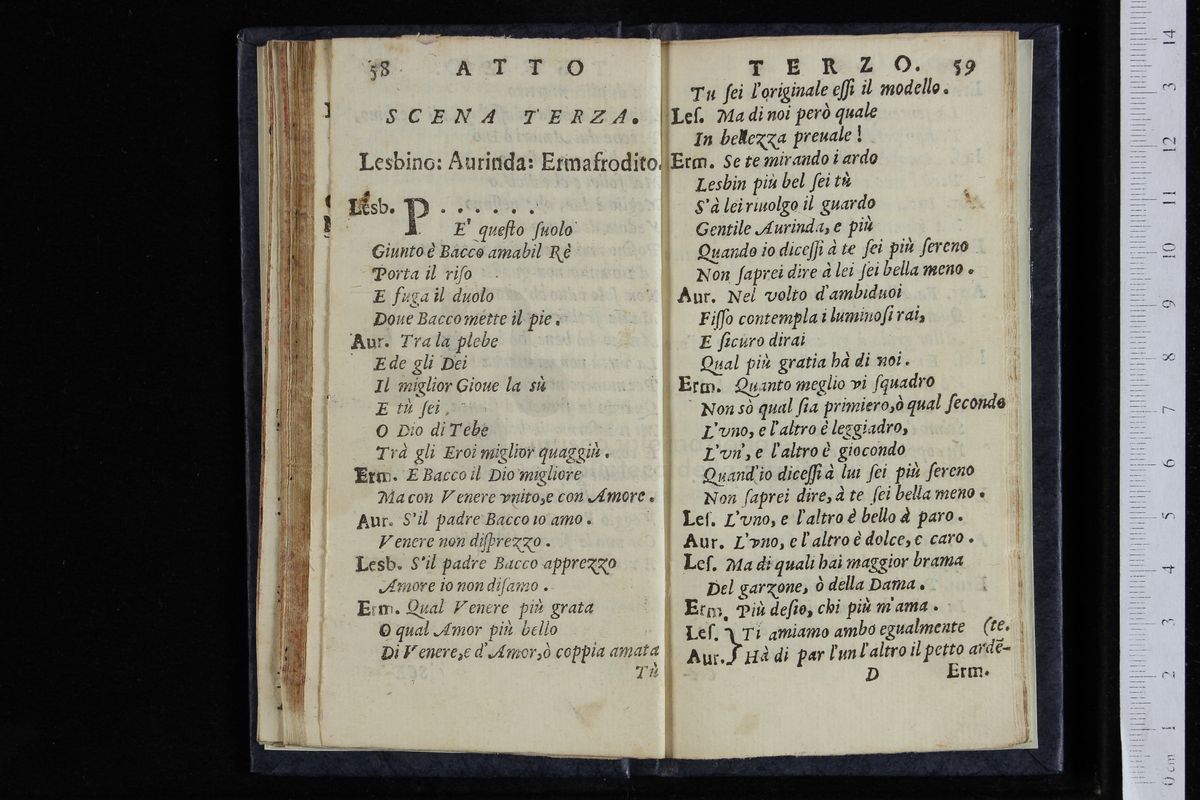 58 ATTO
SCENA TERZA.
Lesbino: Aurinda: Ermafrodito.
Lesb. P . . . . . . .
E' queſto ſuolo
Giunto è Bacco amabil Rè
Porta il riſo
E fuga il duolo
Doue Bacco mette il pie.
Aur. Tra la plebe
E de gli Dei
Il miglior Gioue la sù
E tù ſei,
O Dio di Tebe
Trà gli Eroi miglior quaggiù.
Erm. E Bacco il Dio migliore
Ma con Venere vnito, e con Amore.
Aur. S'il padre Bacco io amo.
Venere non diſprezzo.
Lesb. S'il padre Bacco apprezzo
Amore io non diſamo.
Erm. Qual Venere più grata
O qual Amor più bello
Di Venere, e d'Amor, ò coppia amata
Tù
TERZO. 59
Tu ſei l'originale eſſi il modello.
Leſ. Ma di noi però quale
In bellezza preuale!
Erm. Se te mirando i ardo
Lesbin più bel ſei tù
S'à lei riuolgo il guardo
Gentile Aurinda, e più
Quando io diceſſi à te ſei più ſereno
Non ſaprei dire à lei ſei bella meno.
Aur. Nel volto d'ambiduoi
Fiſſo contempla i luminoſi rai,
E ſicuro dirai
Qual più gratia hà di noi.
Erm. Quanto meglio vi ſquadro
Non sò qual ſia primiero, ò qual ſecondo
L'vno, e l'altro è leggiadro,
L'vn', e l'altro è giocondo
Quand'io diceſſi à lui ſei più ſereno
Non ſaprei dire, à te ſei bella meno.
Leſ. L'vno, e l'altro è bello à paro.
Aur. L'vno, e l'altro è dolce, e caro.
Leſ. Ma di quali hai maggior brama
Del garzone, ò della Dama.
Erm. Più deſio, chi più m'ama.
Leſ. } Ti amiamo ambo egualmente (te.
Aur. } Hà di par l'un l'altro il petto ardē-
D Erm.